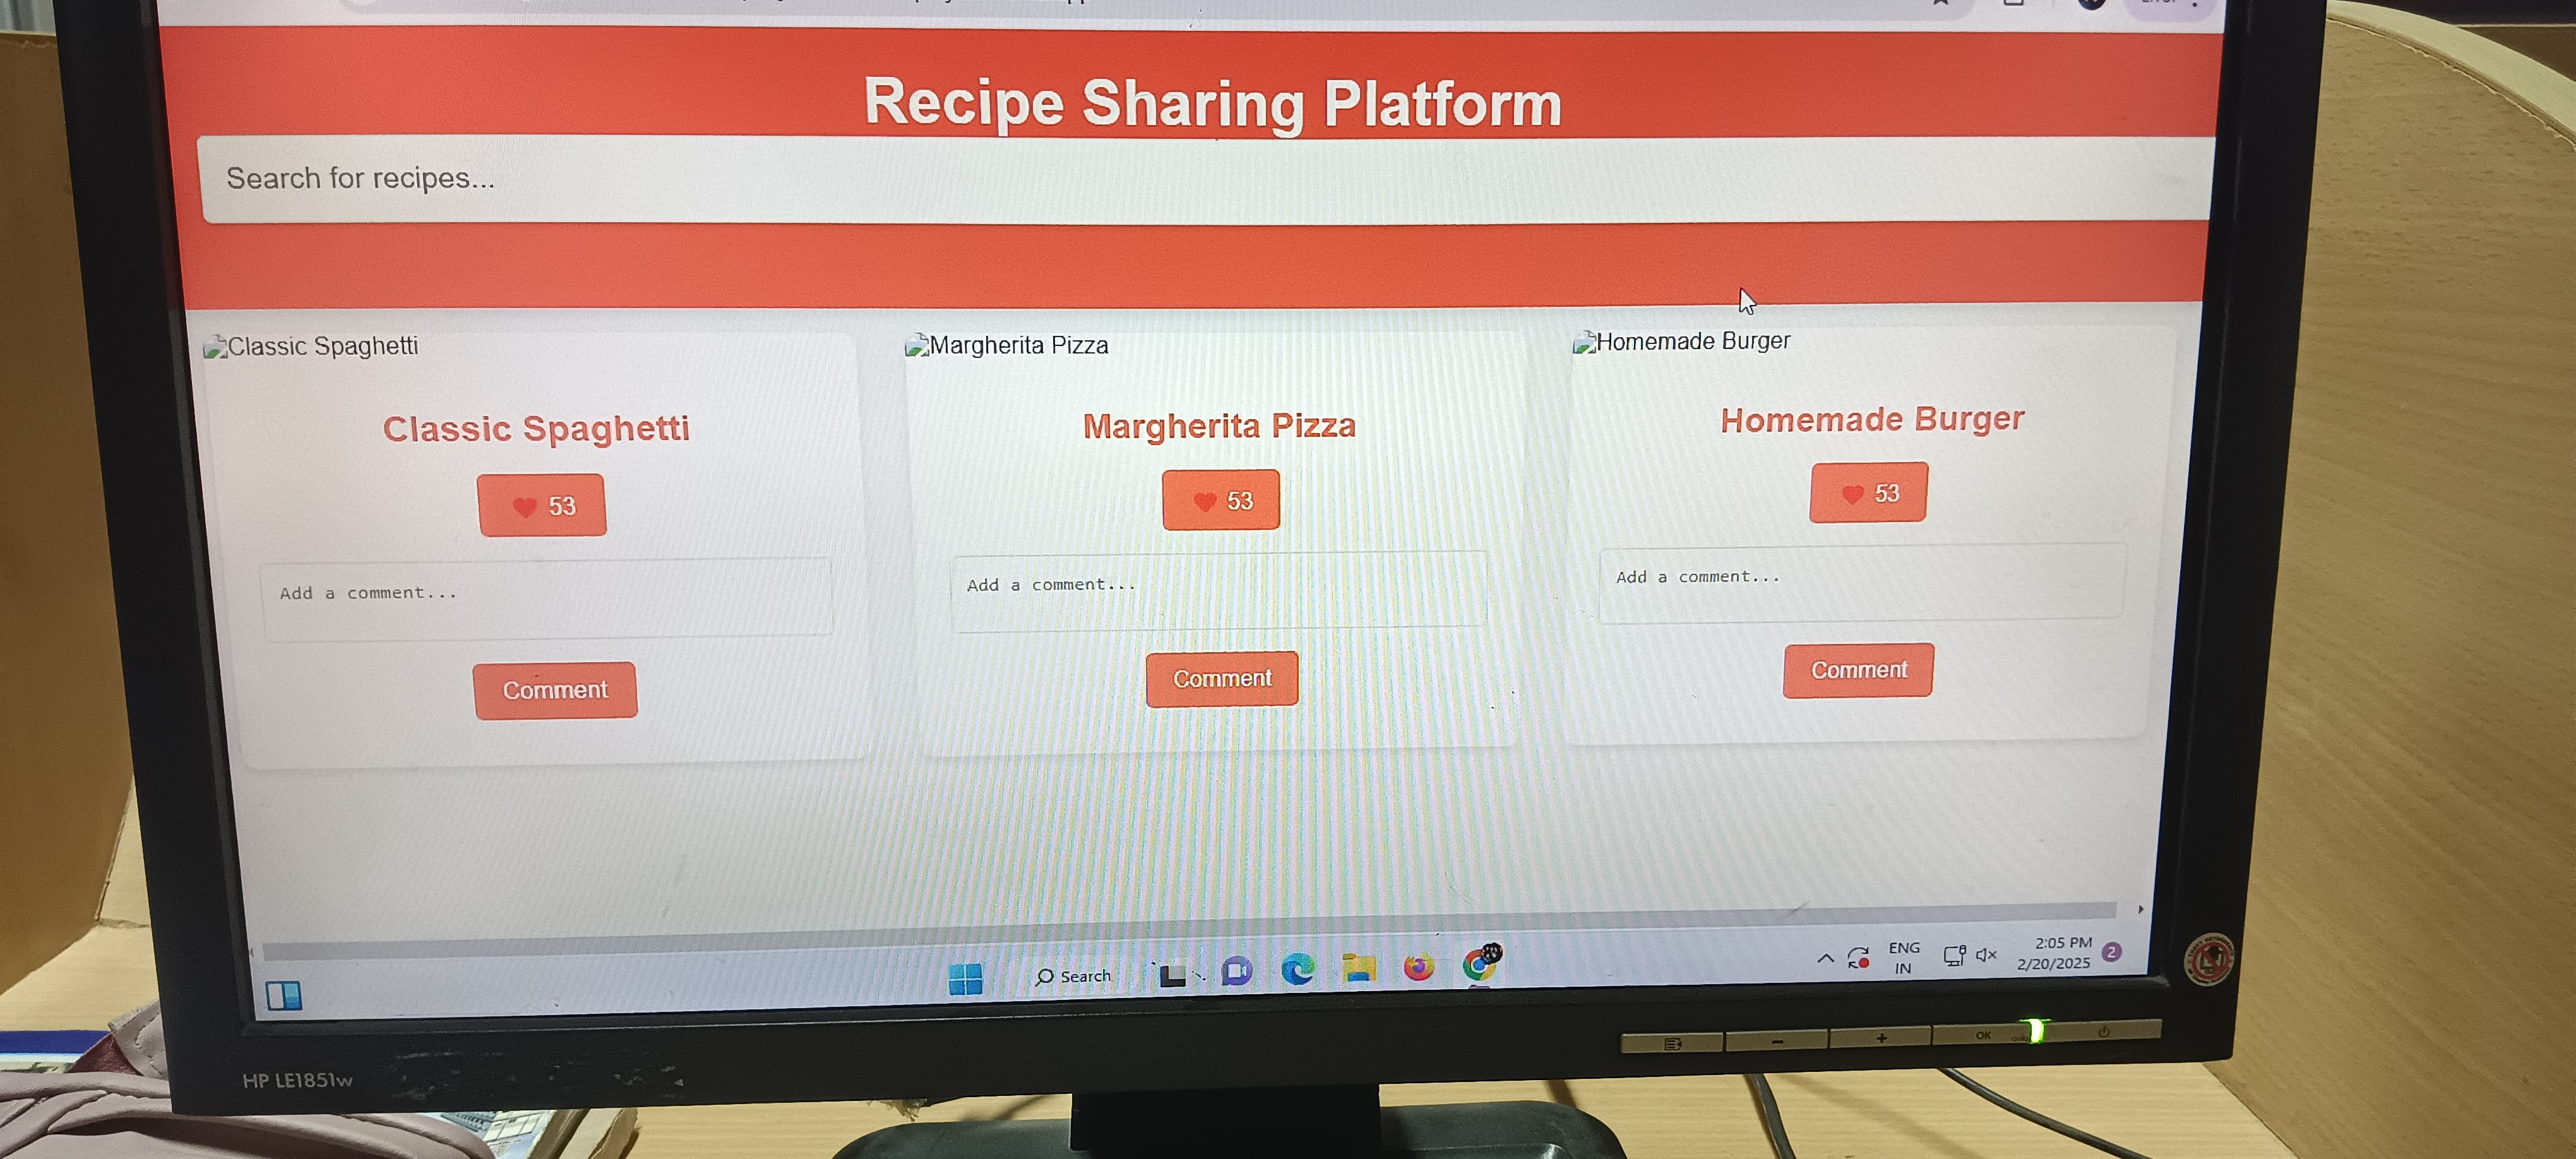 Recipe Sharing Platform
Search for recipes...
Classic Spaghetti
Margherita Pizza
Homemade Burger
Classic Spaghetti
Margherita Pizza
Homemade Burger
53
53
53
Add a comment...
Add a comment...
Add a comment...
Comment
Comment
Comment
Search
ENG
IN
2:05 PM
2/20/2025
2
OK
HP LE1851w